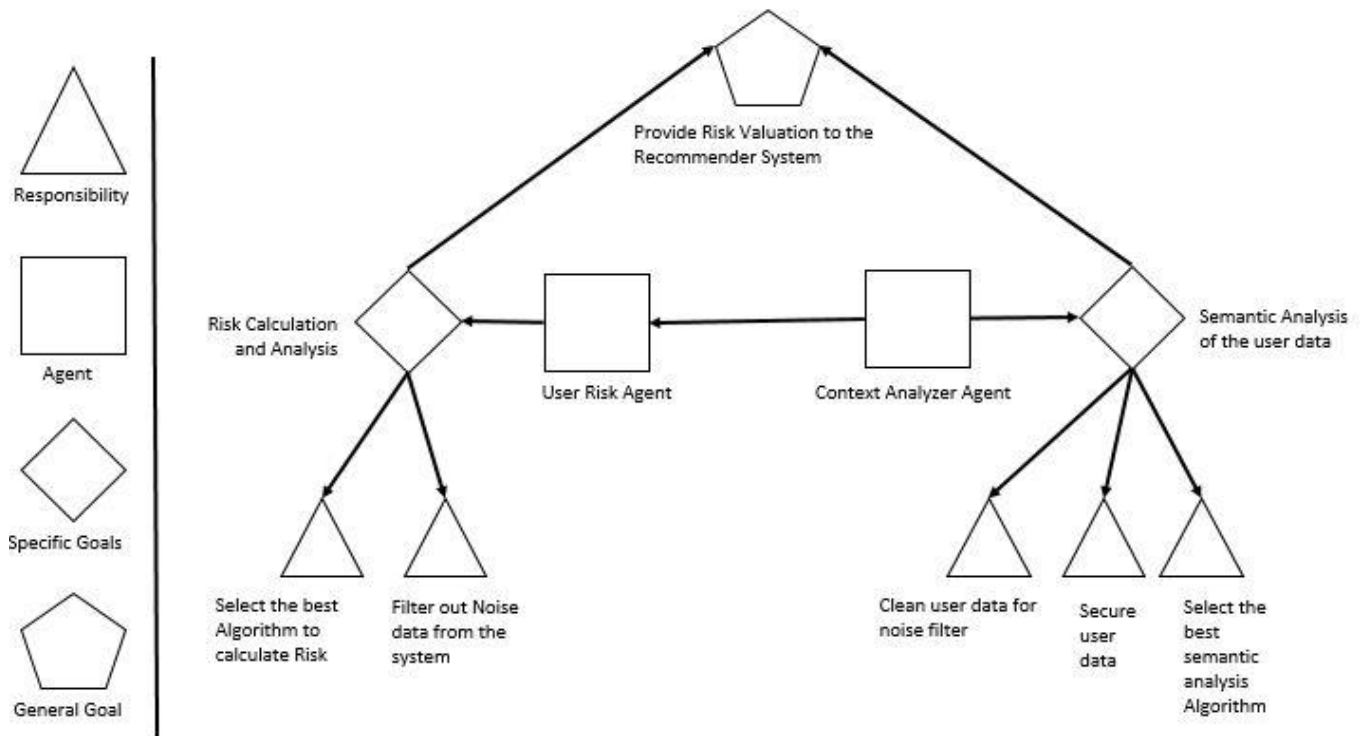 Responsibility
Agent
Specific Goals
General Goal
Provide Risk Valuation to the
Recommender System
Risk Calculation
and Analysis
User Risk Agent
Context Analyzer Agent
Semantic Analysis
of the user data
Select the best
Algorithm to
calculate Risk
Filter out Noise
data from the
system
Clean user data for
noise filter
Secure
user
data
Select the
best
semantic
analysis
Algorithm